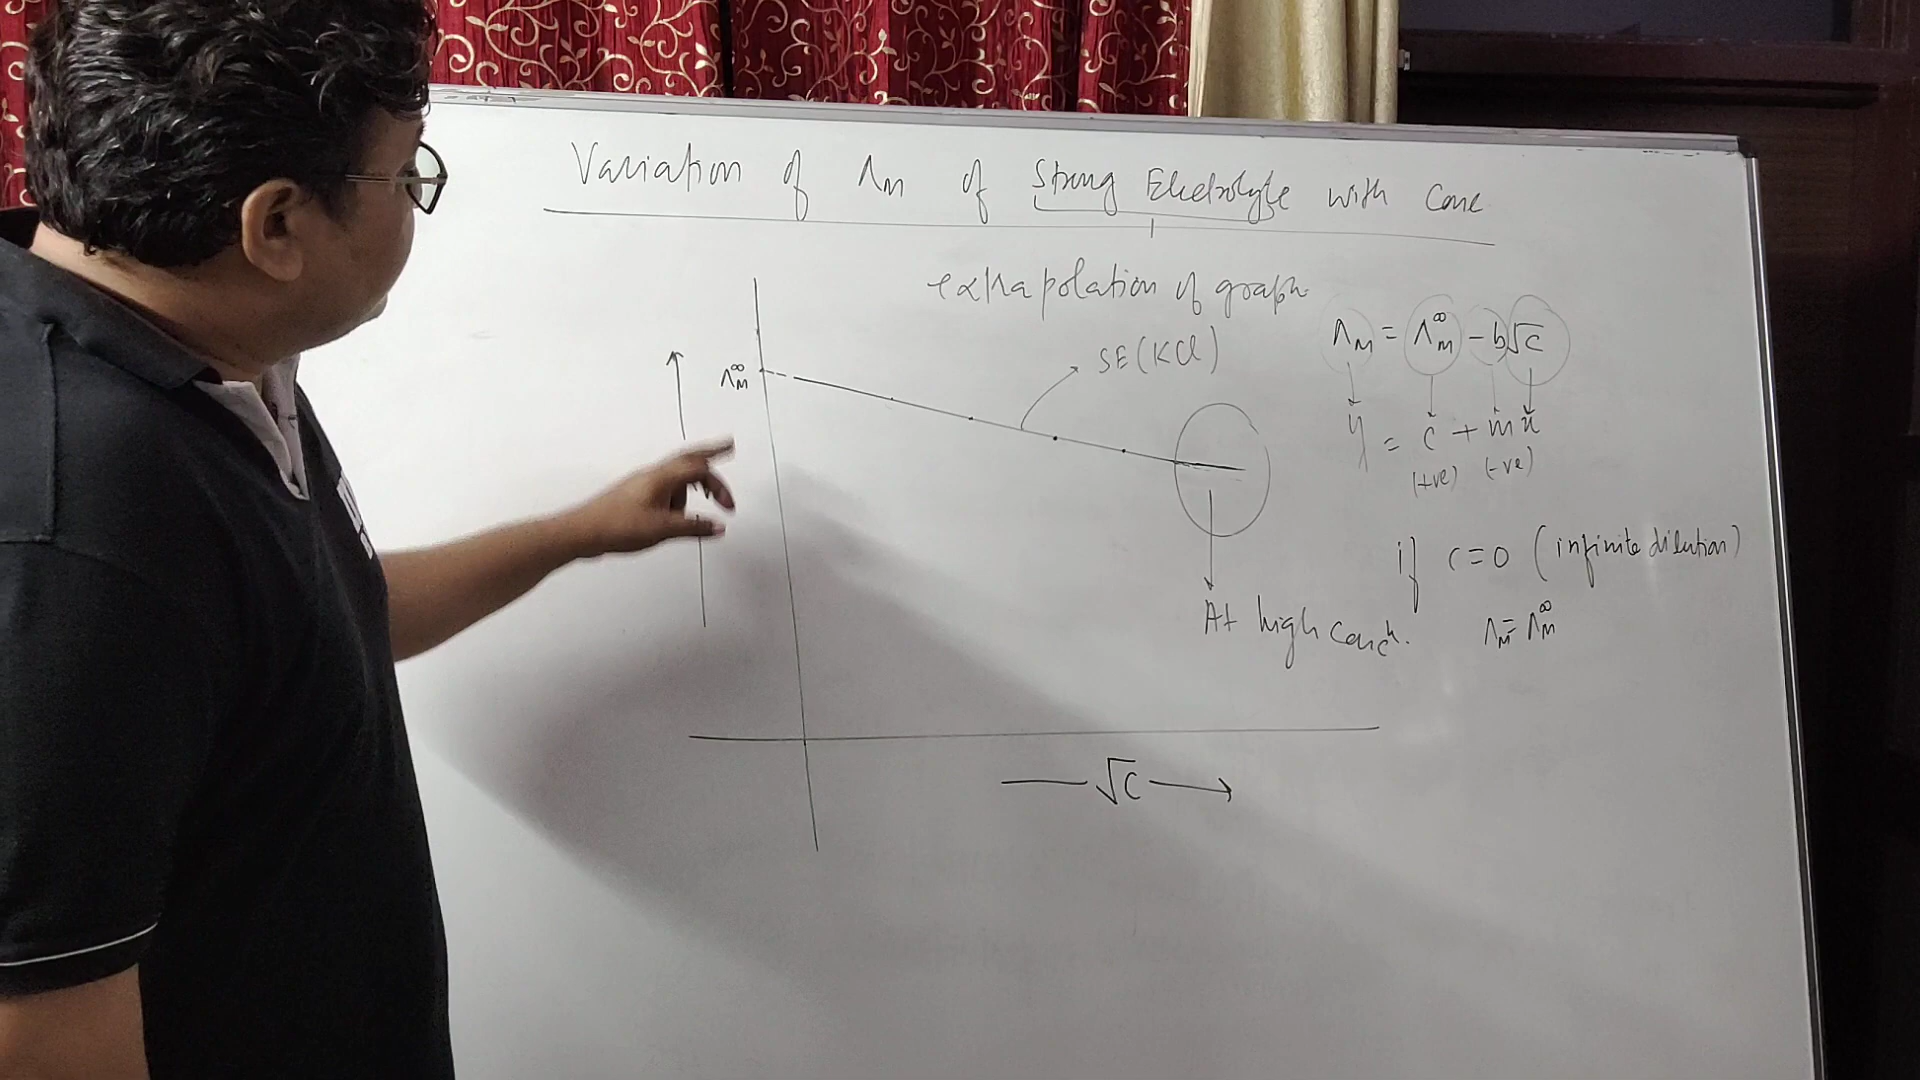 Variation of Λm of Strong Electrolyte with Conc
extrapolation of graph
SE (KCl)
Λ∞m
Λm = Λ∞m - b√c
y = c + mx
(+ve) (-ve)
if c=0 (infinite dilution)
Λm = Λ∞m
At high concn.
√C